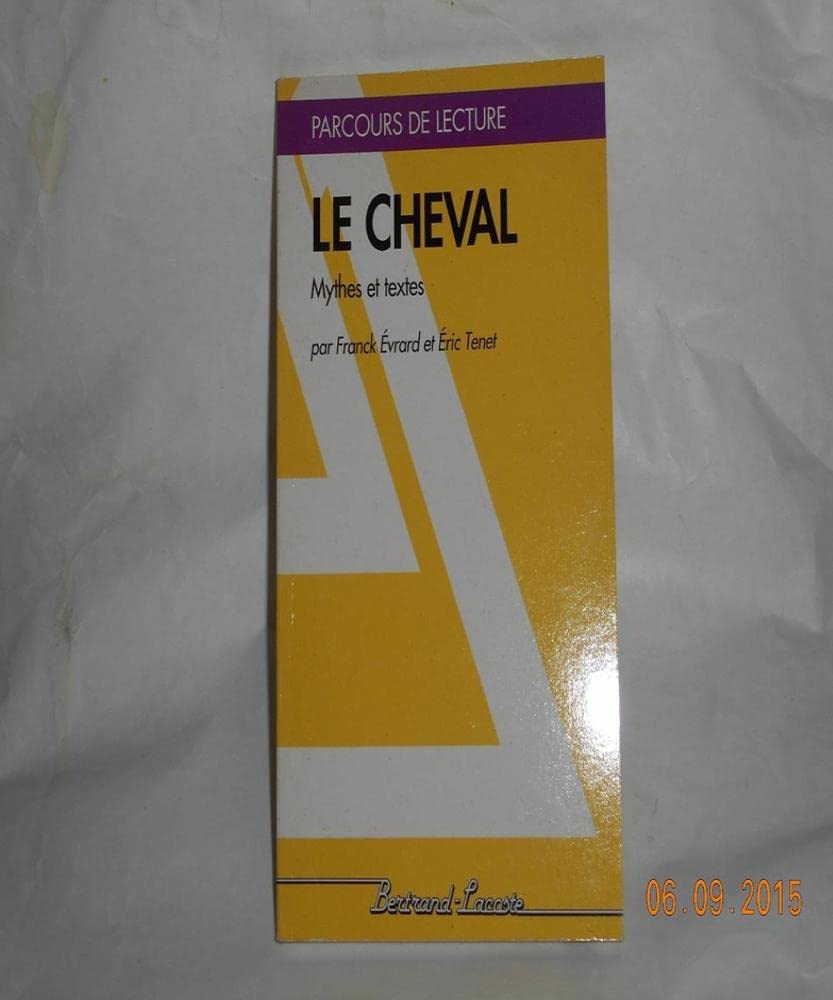 PARCOURS DE LECTURE
LE CHEVAL
Mythes et textes
par Franck Évrard et Éric Tenet
Bertrand-Lacoste
06.09.2015